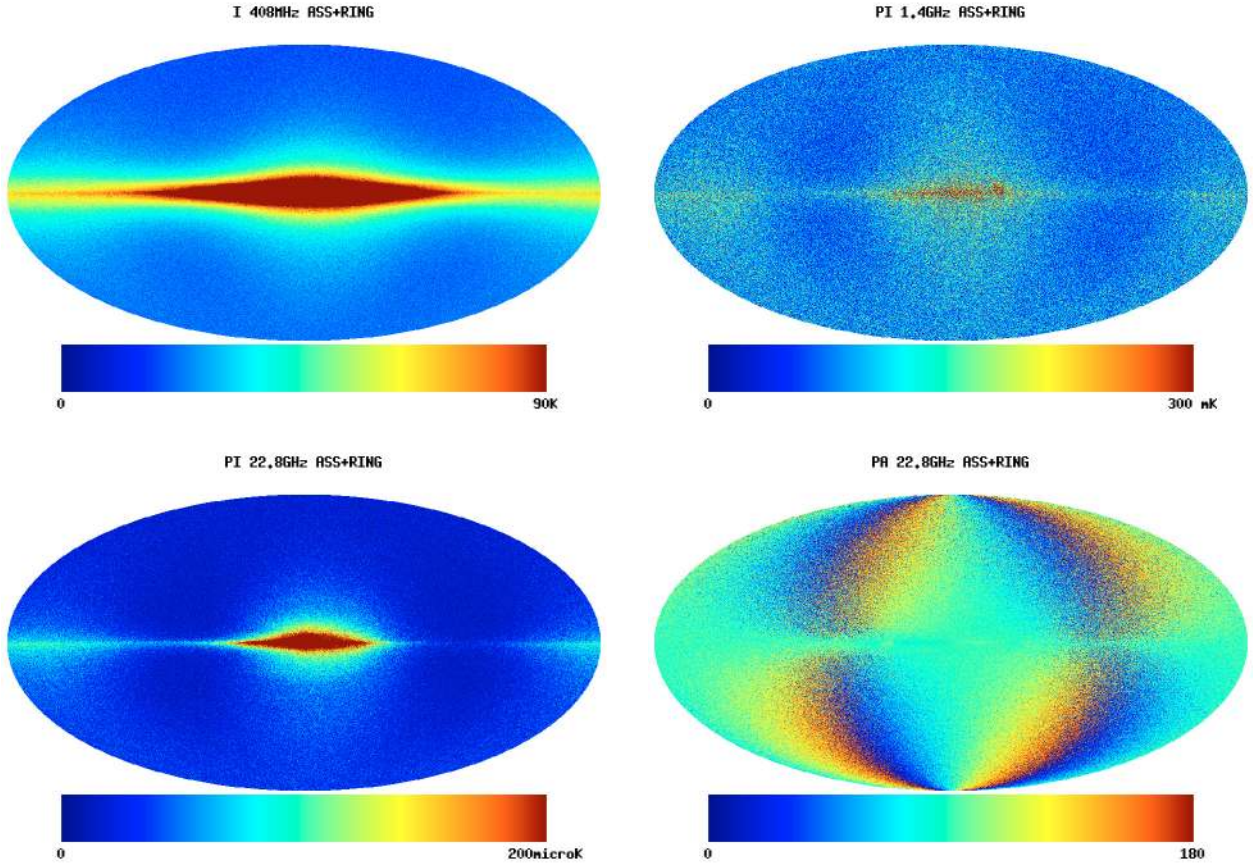 I 408MHz ASS+RING
PI 1.4GHz ASS+RING
0 90K
0 300 mK
PI 22.8GHz ASS+RING
PA 22.8GHz ASS+RING
0 200microK
0 180